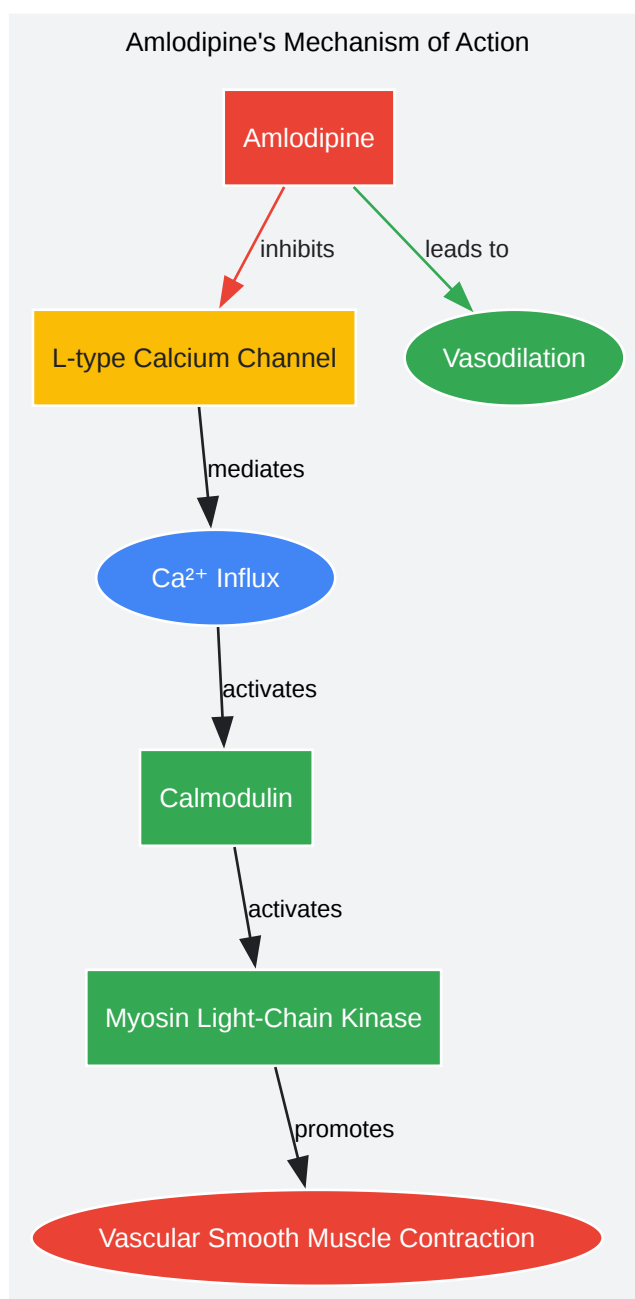 Amlodipine's Mechanism of Action
Amlodipine
inhibits
leads to
L-type Calcium Channel
Vasodilation
mediates
Ca²⁺ Influx
activates
Calmodulin
activates
Myosin Light-Chain Kinase
promotes
Vascular Smooth Muscle Contraction